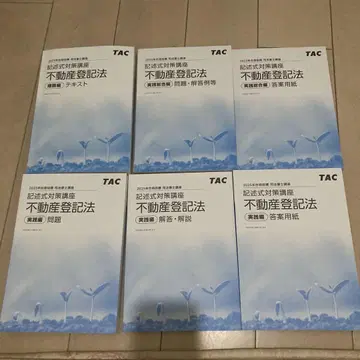 TAC
記述式対策講座
不動産登記法
テキスト
TAC
記述式対策講座
不動産登記法
実践総合編 問題・解答例等
TAC
記述式対策講座
不動産登記法
実践総合編 答案用紙
TAC
記述式対策講座
不動産登記法
実践編 問題
TAC
記述式対策講座
不動産登記法
実践編 解答・解説
TAC
記述式対策講座
不動産登記法
実践編 答案用紙